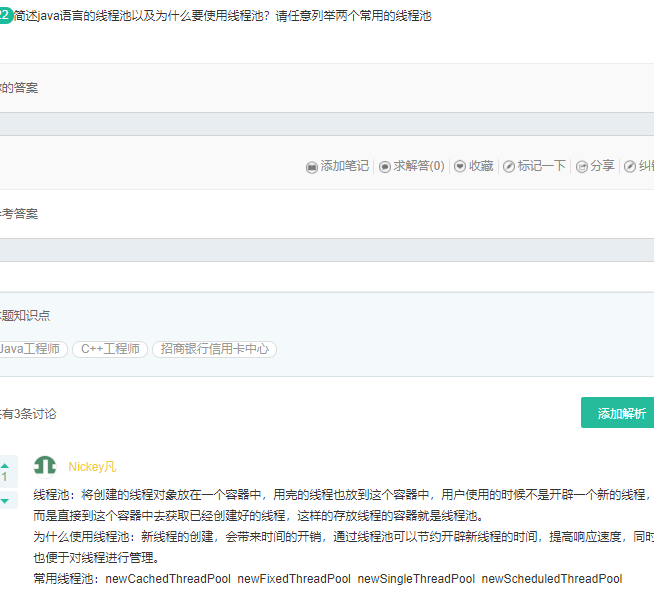 22 简述java语言的线程池以及为什么要使用线程池？请任意列举两个常用的线程池
的答案
添加笔记 求解答(0) 收藏 标记一下 分享 纠
考答案
题知识点
Java工程师 C++工程师 招商银行信用卡中心
有3条讨论
添加解析
1
Nickey凡
线程池：将创建的线程对象放在一个容器中，用完的线程也放到这个容器中，用户使用的时候不是开辟一个新的线程，
而是直接到这个容器中去获取已经创建好的线程，这样的存放线程的容器就是线程池。
为什么使用线程池：新线程的创建，会带来时间的开销，通过线程池可以节约开辟新线程的时间，提高响应速度，同时
也便于对线程进行管理。
常用线程池：newCachedThreadPool newFixedThreadPool newSingleThreadPool newScheduledThreadPool